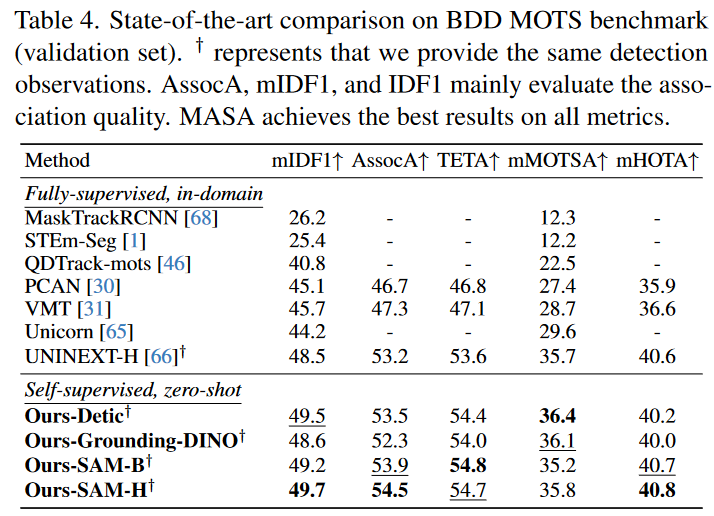 Table 4. State-of-the-art comparison on BDD MOTS benchmark
(validation set). † represents that we provide the same detection
observations. AssocA, mIDF1, and IDF1 mainly evaluate the asso-
ciation quality. MASA achieves the best results on all metrics.
Method mIDF1↑ AssocA↑ TETA↑ mMOTSA↑ mHOTA↑
Fully-supervised, in-domain
MaskTrackRCNN [68] 26.2 - - 12.3 -
STEm-Seg [1] 25.4 - - 12.2 -
QDTrack-mots [46] 40.8 - - 22.5 -
PCAN [30] 45.1 46.7 46.8 27.4 35.9
VMT [31] 45.7 47.3 47.1 28.7 36.6
Unicorn [65] 44.2 - - 29.6 -
UNINEXT-H [66]† 48.5 53.2 53.6 35.7 40.6
Self-supervised, zero-shot
Ours-Detic† 49.5 53.5 54.4 36.4 40.2
Ours-Grounding-DINO† 48.6 52.3 54.0 36.1 40.0
Ours-SAM-B† 49.2 53.9 54.8 35.2 40.7
Ours-SAM-H† 49.7 54.5 54.7 35.8 40.8